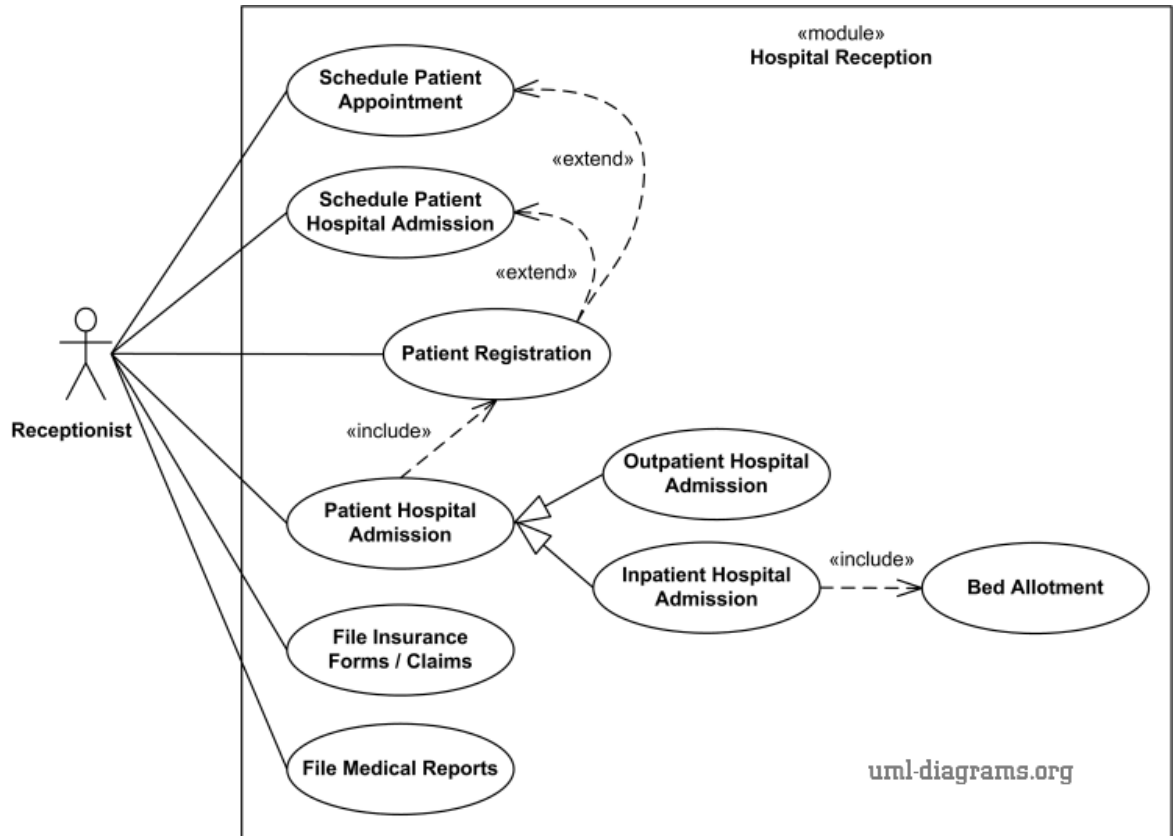 «module»
Hospital Reception
Schedule Patient
Appointment
«extend»
Schedule Patient
Hospital Admission
«extend»
Patient Registration
Receptionist
«include»
Outpatient Hospital
Admission
Patient Hospital
Admission
«include»
Inpatient Hospital
Admission
Bed Allotment
File Insurance
Forms / Claims
File Medical Reports
uml-diagrams.org